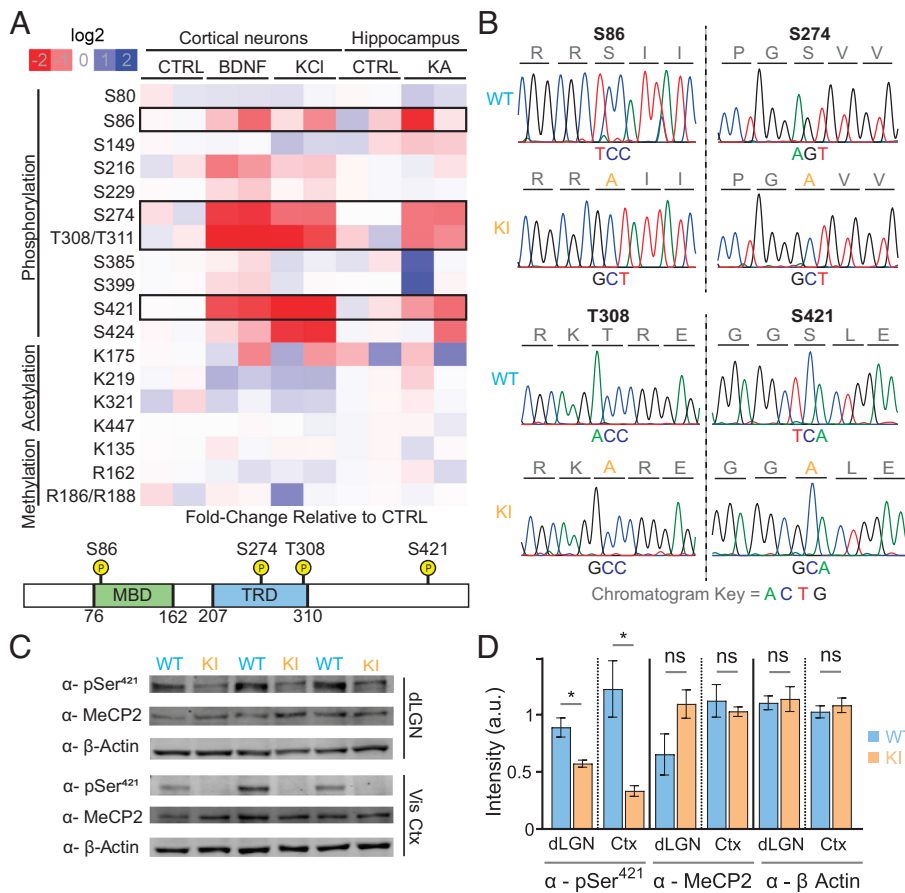 A
log2
-2 -1 0 1 2
Cortical neurons Hippocampus
CTRL BDNF KCl CTRL KA
Phosphorylation
S80
S86
S149
S216
S229
S274
T308/T311
S385
S399
S421
S424
Acetylation
K175
K219
K321
K447
Methylation
K135
R162
R186/R188
Fold-Change Relative to CTRL
S86 S274 T308 S421
P P P P
MBD TRD
76 162 207 310
B
S86 S274
R R S I I P G S V V
WT
TCC AGT
R R A I I P G A V V
KI
GCT GCT
T308 S421
R K T R E G G S L E
WT
ACC TCA
R K A R E G G A L E
KI
GCC GCA
Chromatogram Key = A C T G
C
WT KI WT KI WT KI
α- pSer⁴²¹
α- MeCP2
α- β-Actin
dLGN
α- pSer⁴²¹
α- MeCP2
α- β-Actin
Vis Ctx
D
Intensity (a.u.)
1
0.5
0
* * ns ns ns ns
WT
KI
dLGN Ctx dLGN Ctx dLGN Ctx
α - pSer⁴²¹ α - MeCP2 α - β Actin